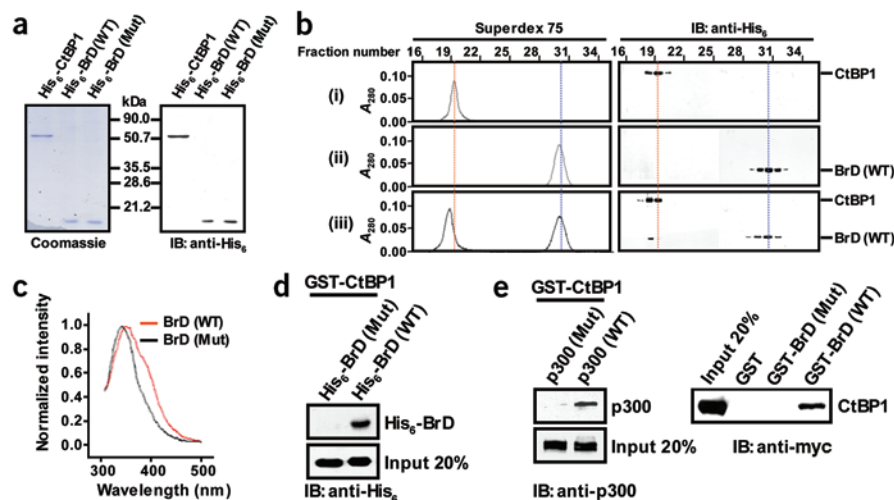 a
His6-CtBP1
His6-BrD (WT)
His6-BrD (Mut)
kDa
90.0
50.7
35.5
28.6
21.2
Coomassie
His6-CtBP1
His6-BrD (WT)
His6-BrD (Mut)
IB: anti-His6
b
Superdex 75
IB: anti-His6
Fraction number 16 19 22 25 28 31 34
16 19 22 25 28 31 34
(i)
A280
0.10
0.05
0.00
CtBP1
(ii)
A280
0.10
0.05
0.00
BrD (WT)
(iii)
A280
0.10
0.05
0.00
CtBP1
BrD (WT)
c
Normalized intensity
1.0
0.8
0.6
0.4
0.2
0.0
BrD (WT)
BrD (Mut)
300 400 500
Wavelength (nm)
d
GST-CtBP1
His6-BrD (Mut)
His6-BrD (WT)
His6-BrD
Input 20%
IB: anti-His6
e
GST-CtBP1
p300 (Mut)
p300 (WT)
p300
Input 20%
IB: anti-p300
Input 20%
GST
GST-BrD (Mut)
GST-BrD (WT)
CtBP1
IB: anti-myc